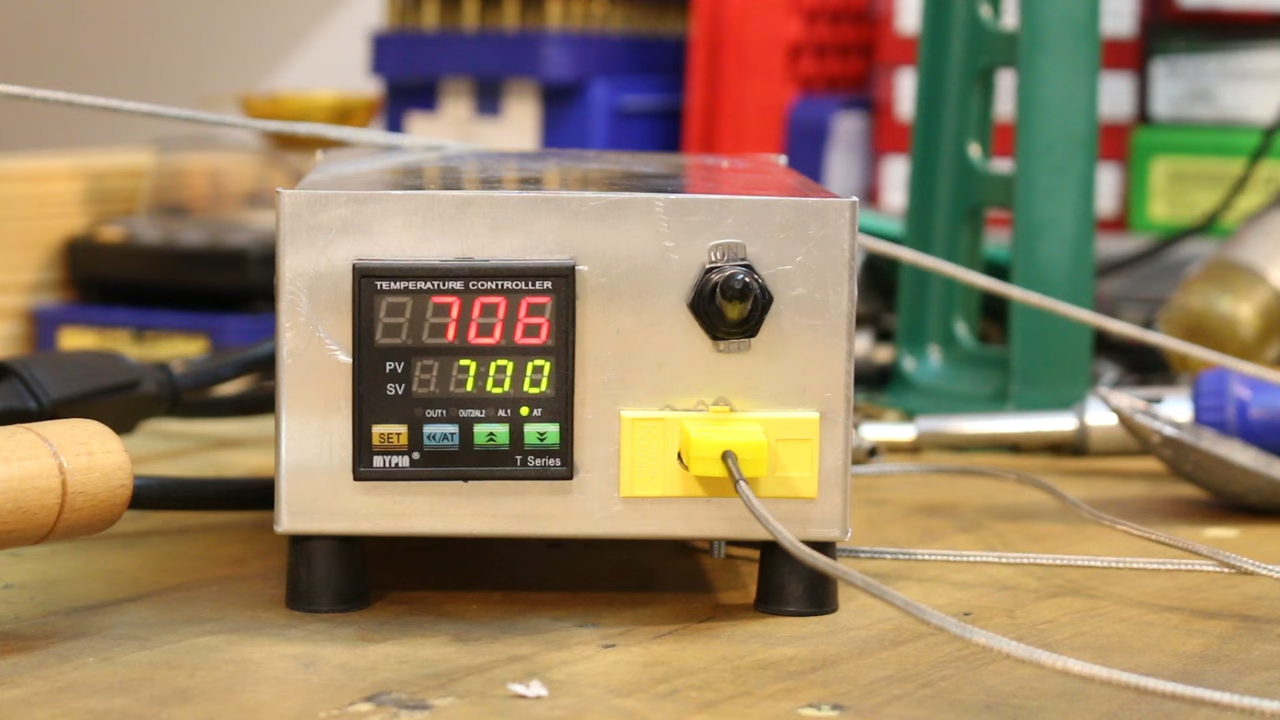 ON
TEMPERATURE CONTROLLER
706
PV
700
SV
OUT1 OUT2/AL2 AL1 AT
SET «/AT
MYPIN®
T Series